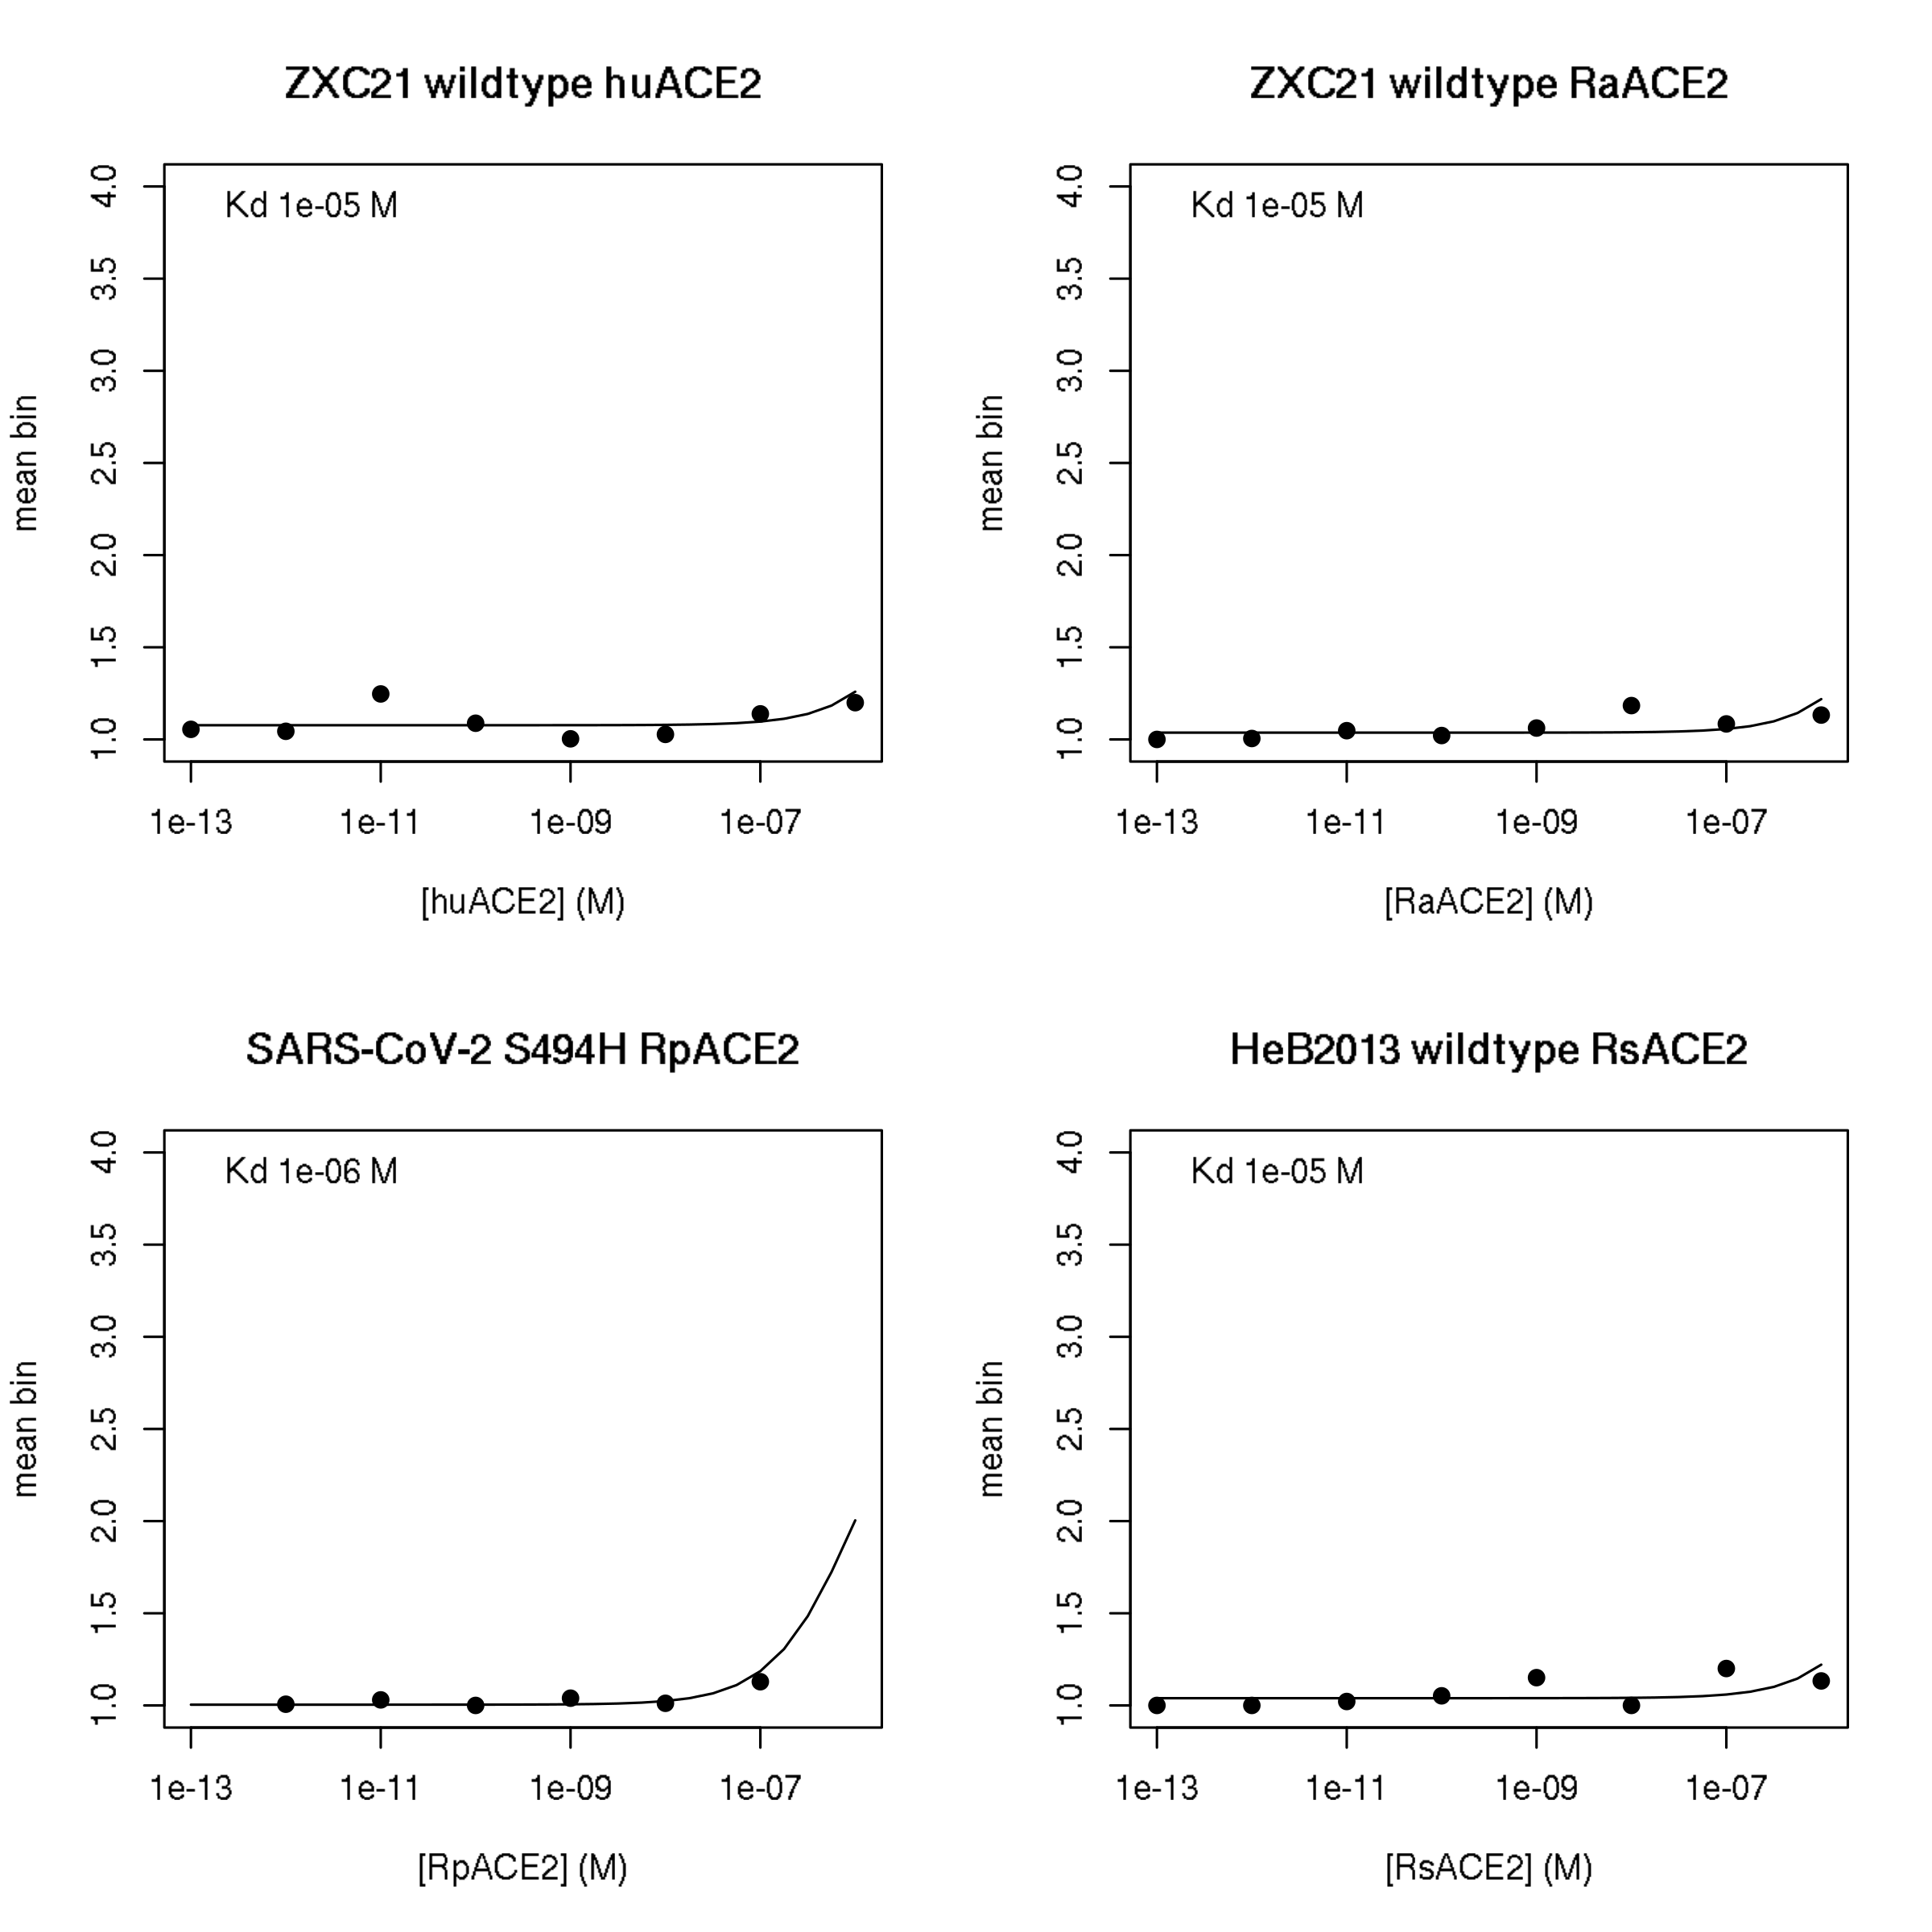 ZXC21 wildtype huACE2
Kd 1e-05 M
mean bin
4.0
3.5
3.0
2.5
2.0
1.5
1.0
1e-13 1e-11 1e-09 1e-07
[huACE2] (M)
ZXC21 wildtype RaACE2
Kd 1e-05 M
mean bin
4.0
3.5
3.0
2.5
2.0
1.5
1.0
1e-13 1e-11 1e-09 1e-07
[RaACE2] (M)
SARS-CoV-2 S494H RpACE2
Kd 1e-06 M
mean bin
4.0
3.5
3.0
2.5
2.0
1.5
1.0
1e-13 1e-11 1e-09 1e-07
[RpACE2] (M)
HeB2013 wildtype RsACE2
Kd 1e-05 M
mean bin
4.0
3.5
3.0
2.5
2.0
1.5
1.0
1e-13 1e-11 1e-09 1e-07
[RsACE2] (M)